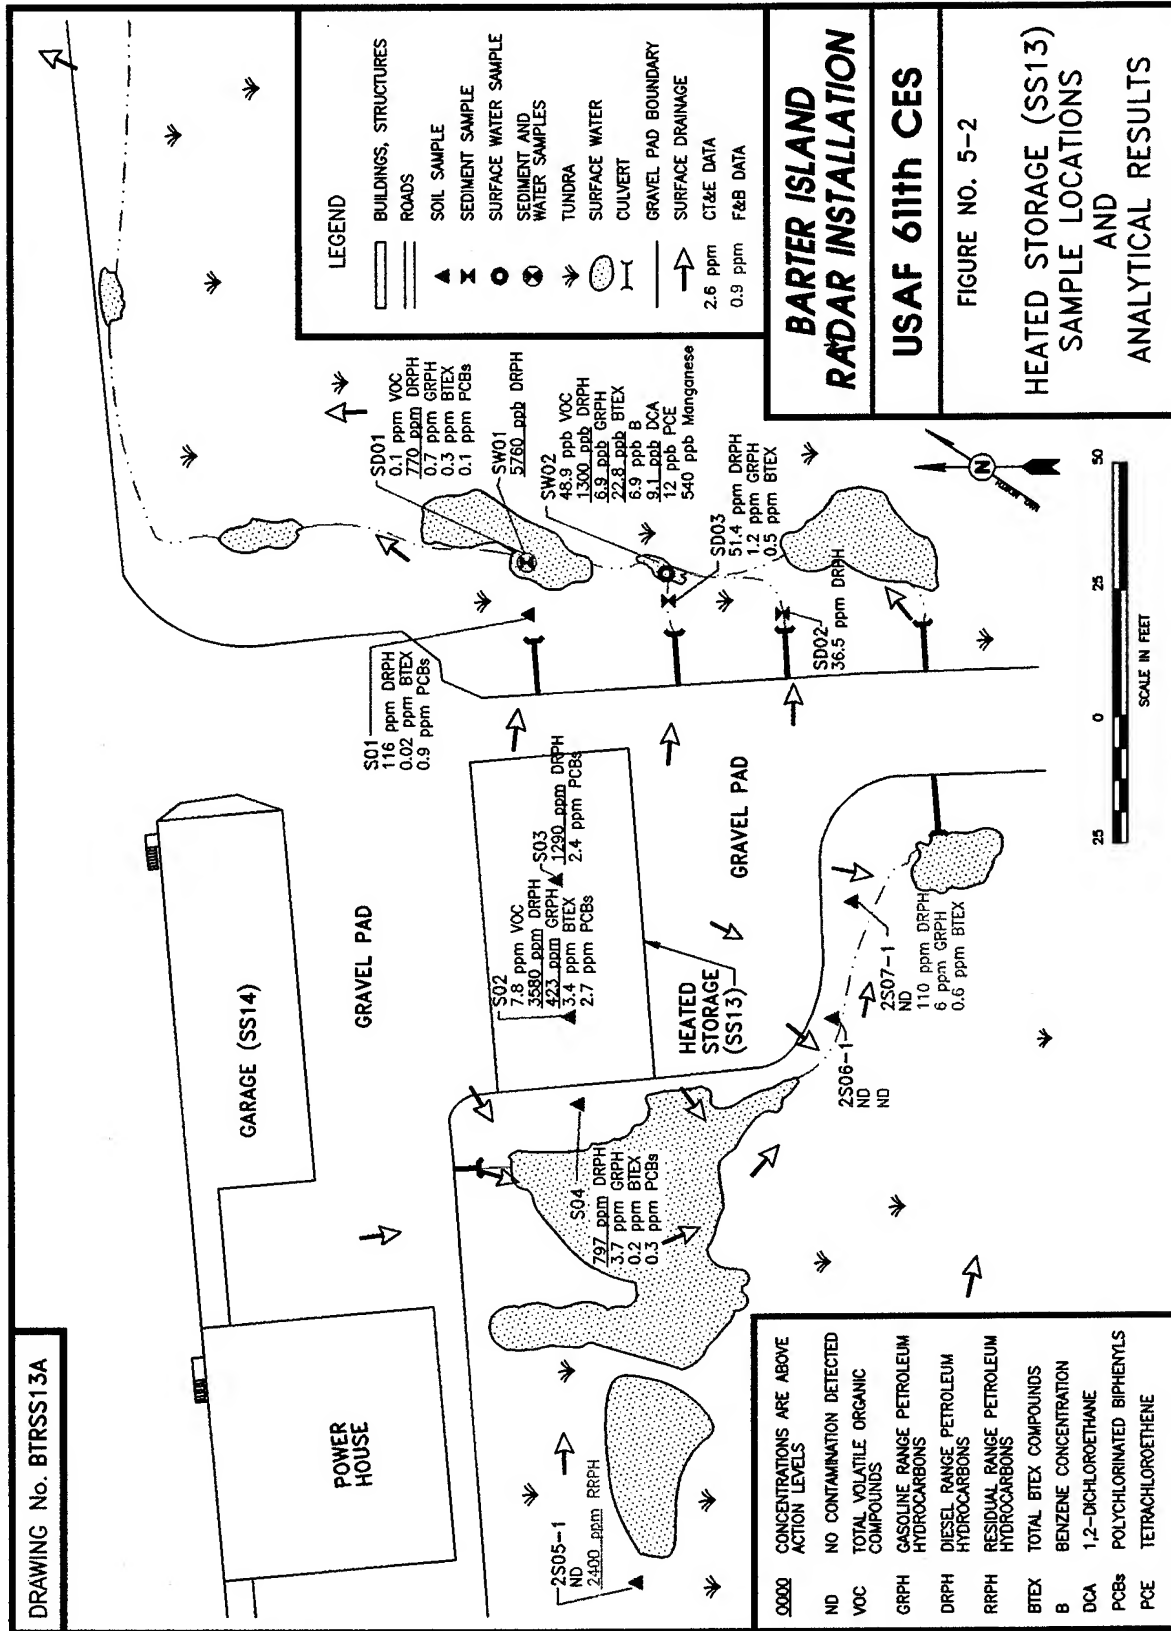 DRAWING No. BTRSS13A
POWER
HOUSE
GARAGE (SS14)
GRAVEL PAD
HEATED
STORAGE
(SS13)
GRAVEL PAD
2S05-1
ND
2400 ppm RRPH
S04
797 ppm DRPH
3.7 ppm GRPH
0.2 ppm BTEX
0.3 ppm PCBs
S02
7.8 ppm VOC
3580 ppm DRPH
423 ppm GRPH
3.4 ppm BTEX
2.7 ppm PCBs
S03
1290 ppm DRPH
2.4 ppm PCBs
S01
116 ppm DRPH
0.02 ppm BTEX
0.9 ppm PCBs
SD01
0.1 ppm VOC
770 ppm DRPH
0.7 ppm GRPH
0.3 ppm BTEX
0.1 ppm PCBs
SW01
5760 ppb DRPH
SW02
48.9 ppb VOC
1300 ppb DRPH
6.9 ppb GRPH
22.8 ppb BTEX
6.9 ppb B
9.1 ppb DCA
12 ppb PCE
540 ppb Manganese
SD03
51.4 ppm DRPH
1.2 ppm GRPH
0.5 ppm BTEX
SD02
36.5 ppm DRPH
2S06-1
ND
ND
2S07-1
ND
110 ppm DRPH
6 ppm GRPH
0.6 ppm BTEX
0000 CONCENTRATIONS ARE ABOVE
ACTION LEVELS
ND NO CONTAMINATION DETECTED
VOC TOTAL VOLATILE ORGANIC
COMPOUNDS
GRPH GASOLINE RANGE PETROLEUM
HYDROCARBONS
DRPH DIESEL RANGE PETROLEUM
HYDROCARBONS
RRPH RESIDUAL RANGE PETROLEUM
HYDROCARBONS
BTEX TOTAL BTEX COMPOUNDS
B BENZENE CONCENTRATION
DCA 1,2-DICHLOROETHANE
PCBs POLYCHLORINATED BIPHENYLS
PCE TETRACHLOROETHENE
25 0 25 50
SCALE IN FEET
N
LEGEND
BUILDINGS, STRUCTURES
ROADS
SOIL SAMPLE
SEDIMENT SAMPLE
SURFACE WATER SAMPLE
SEDIMENT AND
WATER SAMPLES
TUNDRA
SURFACE WATER
CULVERT
GRAVEL PAD BOUNDARY
SURFACE DRAINAGE
2.6 ppm CT&E DATA
0.9 ppm F&B DATA
BARTER ISLAND
RADAR INSTALLATION
USAF 611th CES
FIGURE NO. 5-2
HEATED STORAGE (SS13)
SAMPLE LOCATIONS
AND
ANALYTICAL RESULTS